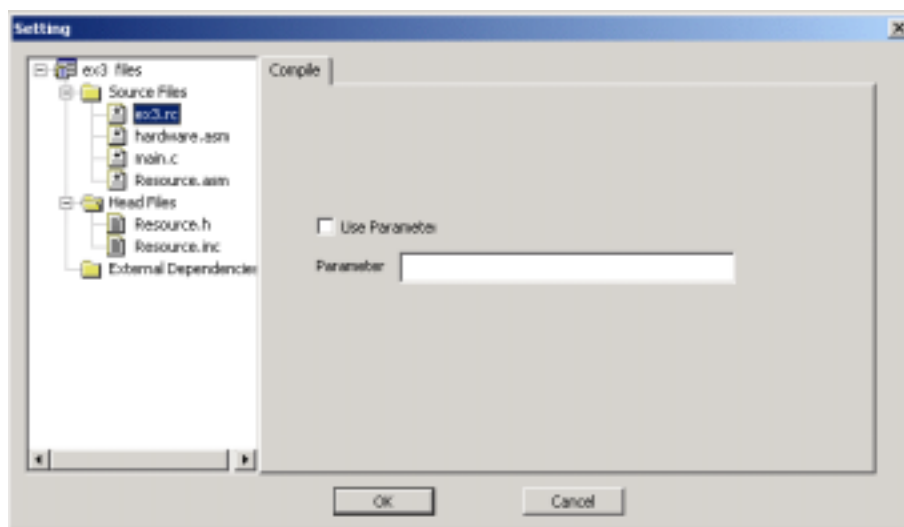 Setting
ex3 files
Source Files
ex3.rc
hardware.asm
main.c
Resource.asm
Head Files
Resource.h
Resource.inc
External Dependencies
Compile
Use Parameter
Parameter
OK
Cancel